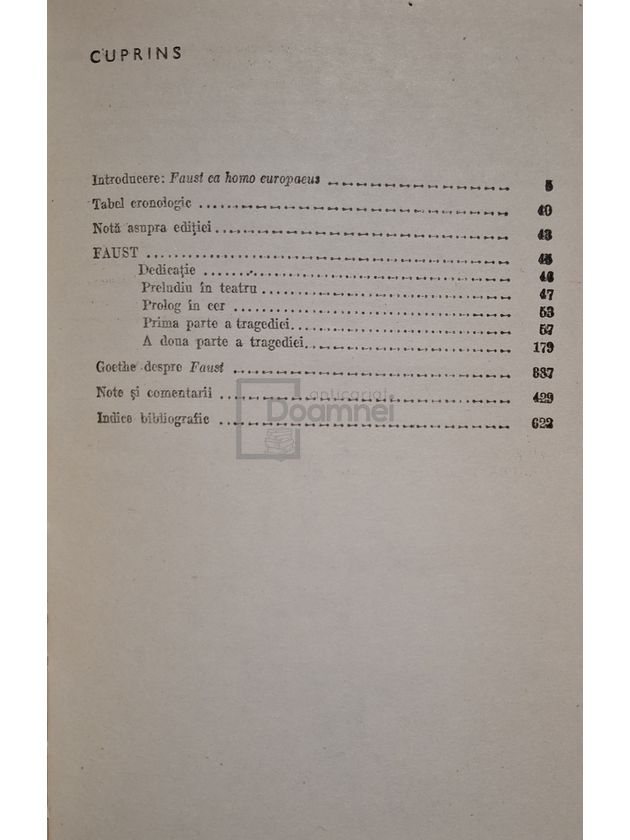 CUPRINS
Introducere: Faust ca homo europaeus 5
Tabel cronologic 40
Notă asupra ediției 43
FAUST 45
Dedicație 46
Preludiu în teatru 47
Prolog în cer 53
Prima parte a tragediei 57
A doua parte a tragediei 179
Goethe despre Faust
Note și comentarii 429
Indice bibliografic 622
anticariat
Doamnei